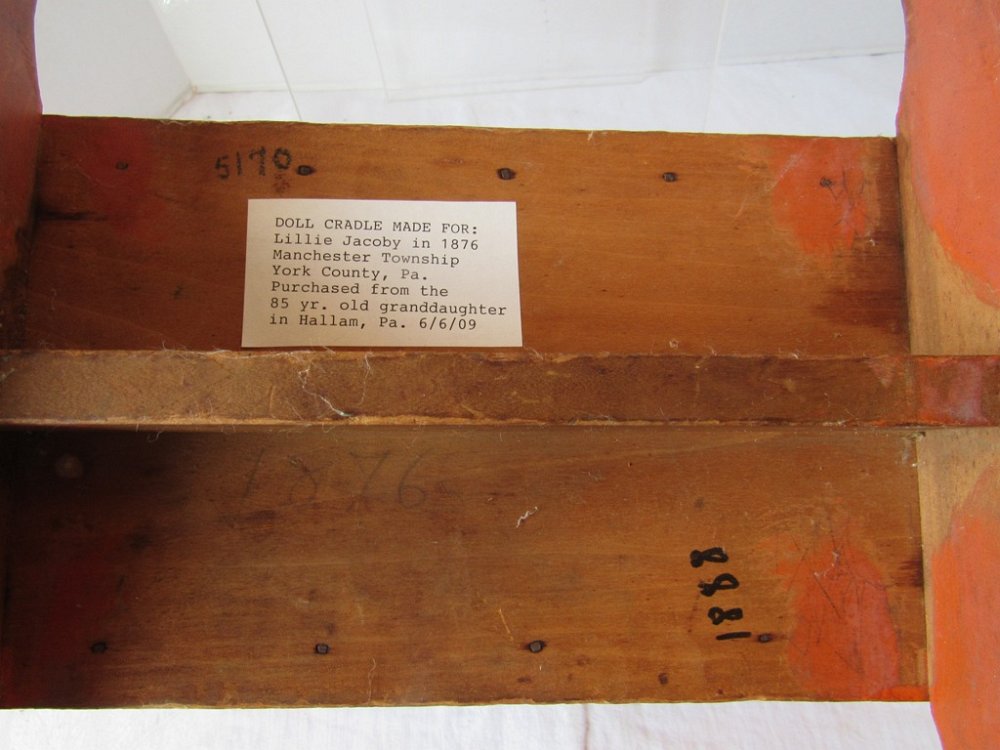 5170
DOLL CRADLE MADE FOR:
Lillie Jacoby in 1876
Manchester Township
York County, Pa.
Purchased from the
85 yr. old granddaughter
in Hallam, Pa. 6/6/09
1876
1888